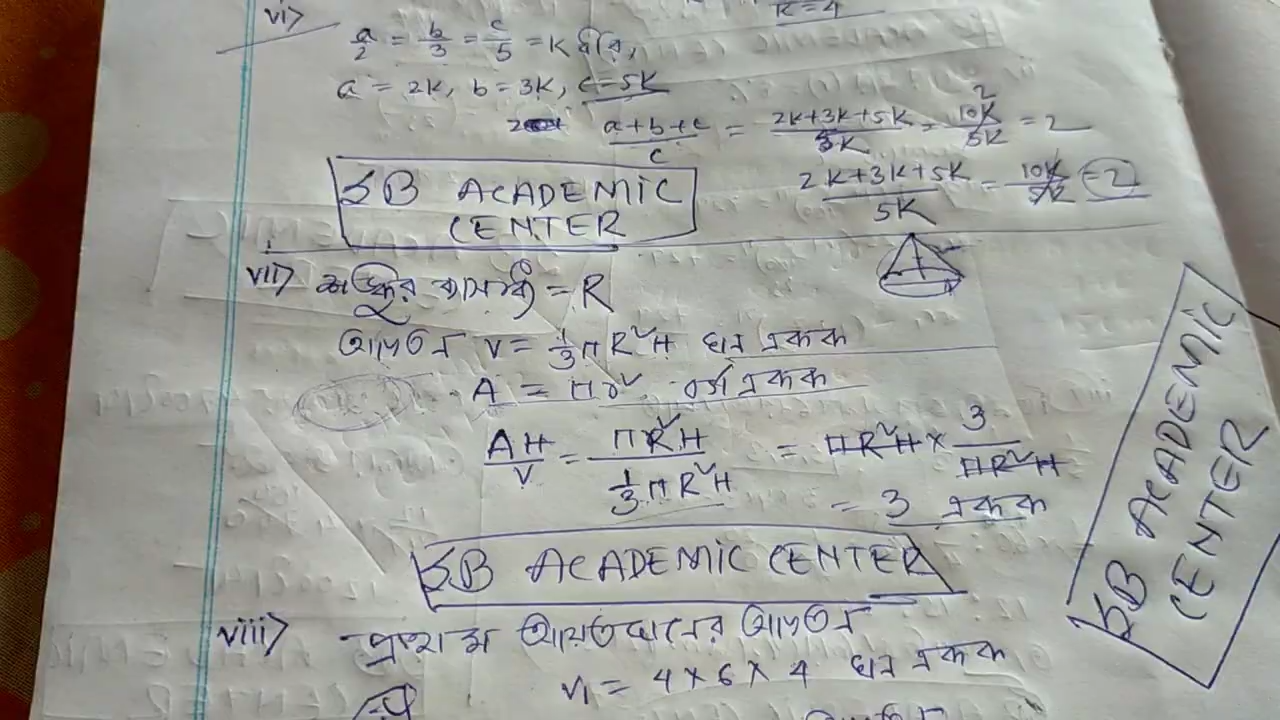 K=4
vi> a/2 = b/3 = c/5 = K ধরি,
a = 2K, b = 3K, c = 5K
(a+b+c)/c = (2K+3K+5K)/5K = 10K/5K = 2
(2K+3K+5K)/5K = 10K/5K = 2
SB ACADEMIC
CENTER
vii> ব্যাসার্ধ = R
আয়তন V = 1/3 π R²H ঘন একক
A = πr² বর্গ একক
AH/V = πR²H / (1/3 πR²H) = πR²H × 3/πR²H
= 3 একক
SB ACADEMIC CENTER
SB ACADEMIC
CENTER
viii> প্রথম আয়তঘনের আয়তন
V₁ = 4 × 6 × 4 ঘন একক